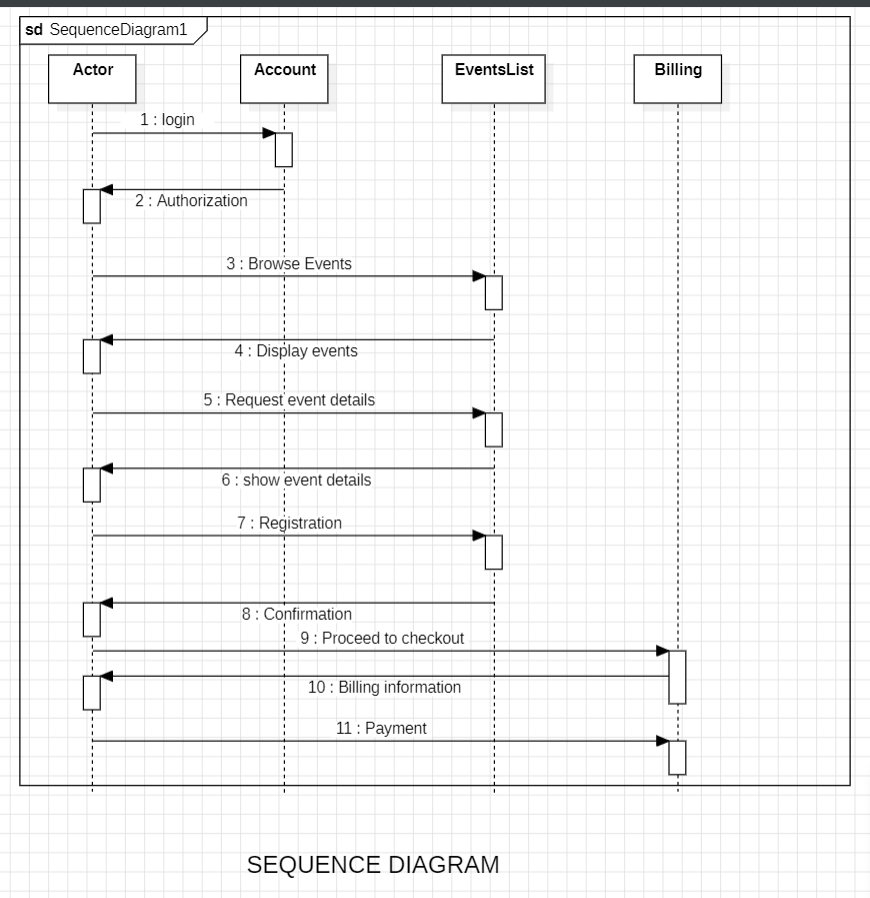 sd SequenceDiagram1
Actor Account EventsList Billing
1 : login
2 : Authorization
3 : Browse Events
4 : Display events
5 : Request event details
6 : show event details
7 : Registration
8 : Confirmation
9 : Proceed to checkout
10 : Billing information
11 : Payment
SEQUENCE DIAGRAM